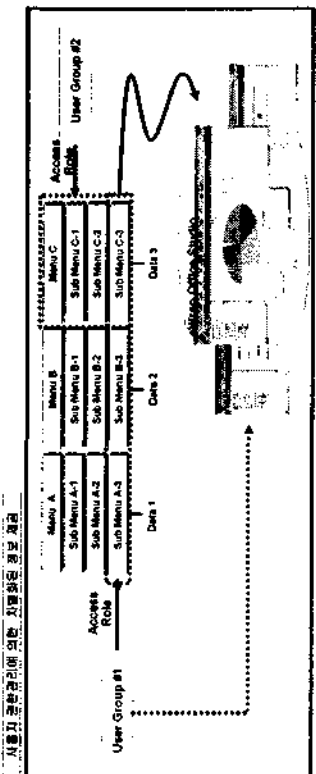 사용자 권한관리에 의한 차별화된 정보 제공
Menu A
Menu B
Menu C
Access Role
User Group #2
Sub Menu A-1
Sub Menu B-1
Sub Menu C-1
Sub Menu A-2
Sub Menu B-2
Sub Menu C-2
Access Role
Sub Menu A-3
Sub Menu B-3
Sub Menu C-3
User Group #1
Data 1
Data 2
Data 3
Office Studio